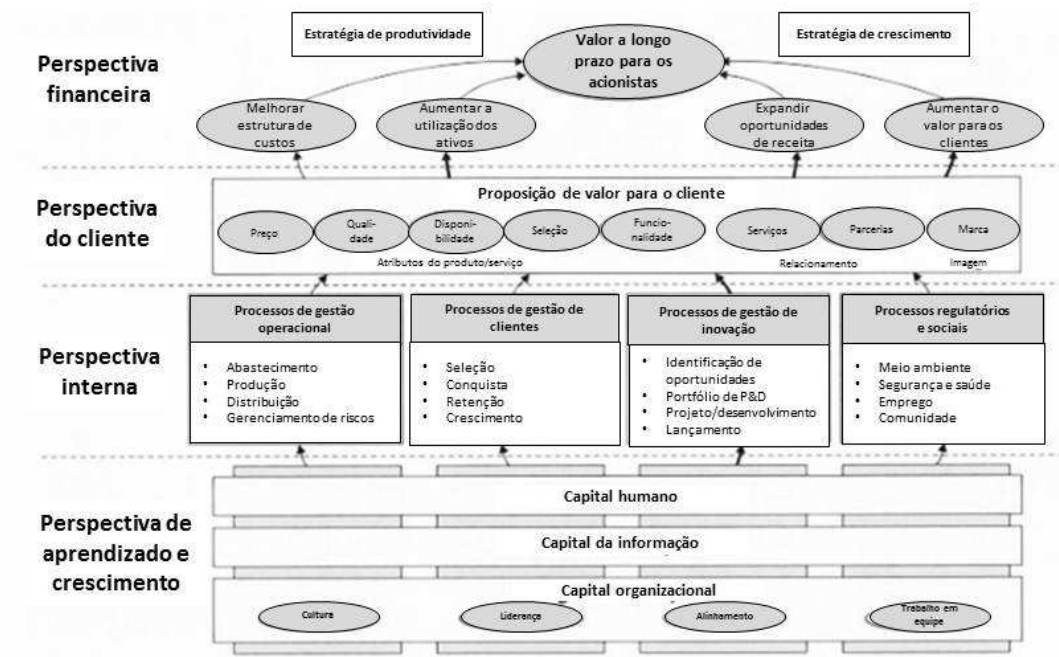 Estratégia de produtividade
Valor a longo
prazo para os
acionistas
Estratégia de crescimento
Perspectiva
financeira
Melhorar
estrutura de
custos
Aumentar a
utilização dos
ativos
Expandir
oportunidades
de receita
Aumentar o
valor para os
clientes
Perspectiva
do cliente
Proposição de valor para o cliente
Preço
Quali-
dade
Disponi-
bilidade
Seleção
Funcio-
nalidade
Serviços
Parcerias
Marca
Atributos do produto/serviço
Relacionamento
Imagem
Perspectiva
interna
Processos de gestão
operacional
• Abastecimento
• Produção
• Distribuição
• Gerenciamento de riscos
Processos de gestão de
clientes
• Seleção
• Conquista
• Retenção
• Crescimento
Processos de gestão de
inovação
• Identificação de
oportunidades
• Portfólio de P&D
• Projeto/desenvolvimento
• Lançamento
Processos regulatórios
e sociais
• Meio ambiente
• Segurança e saúde
• Emprego
• Comunidade
Perspectiva de
aprendizado e
crescimento
Capital humano
Capital da informação
Capital organizacional
Cultura
Liderança
Alinhamento
Trabalho em
equipe